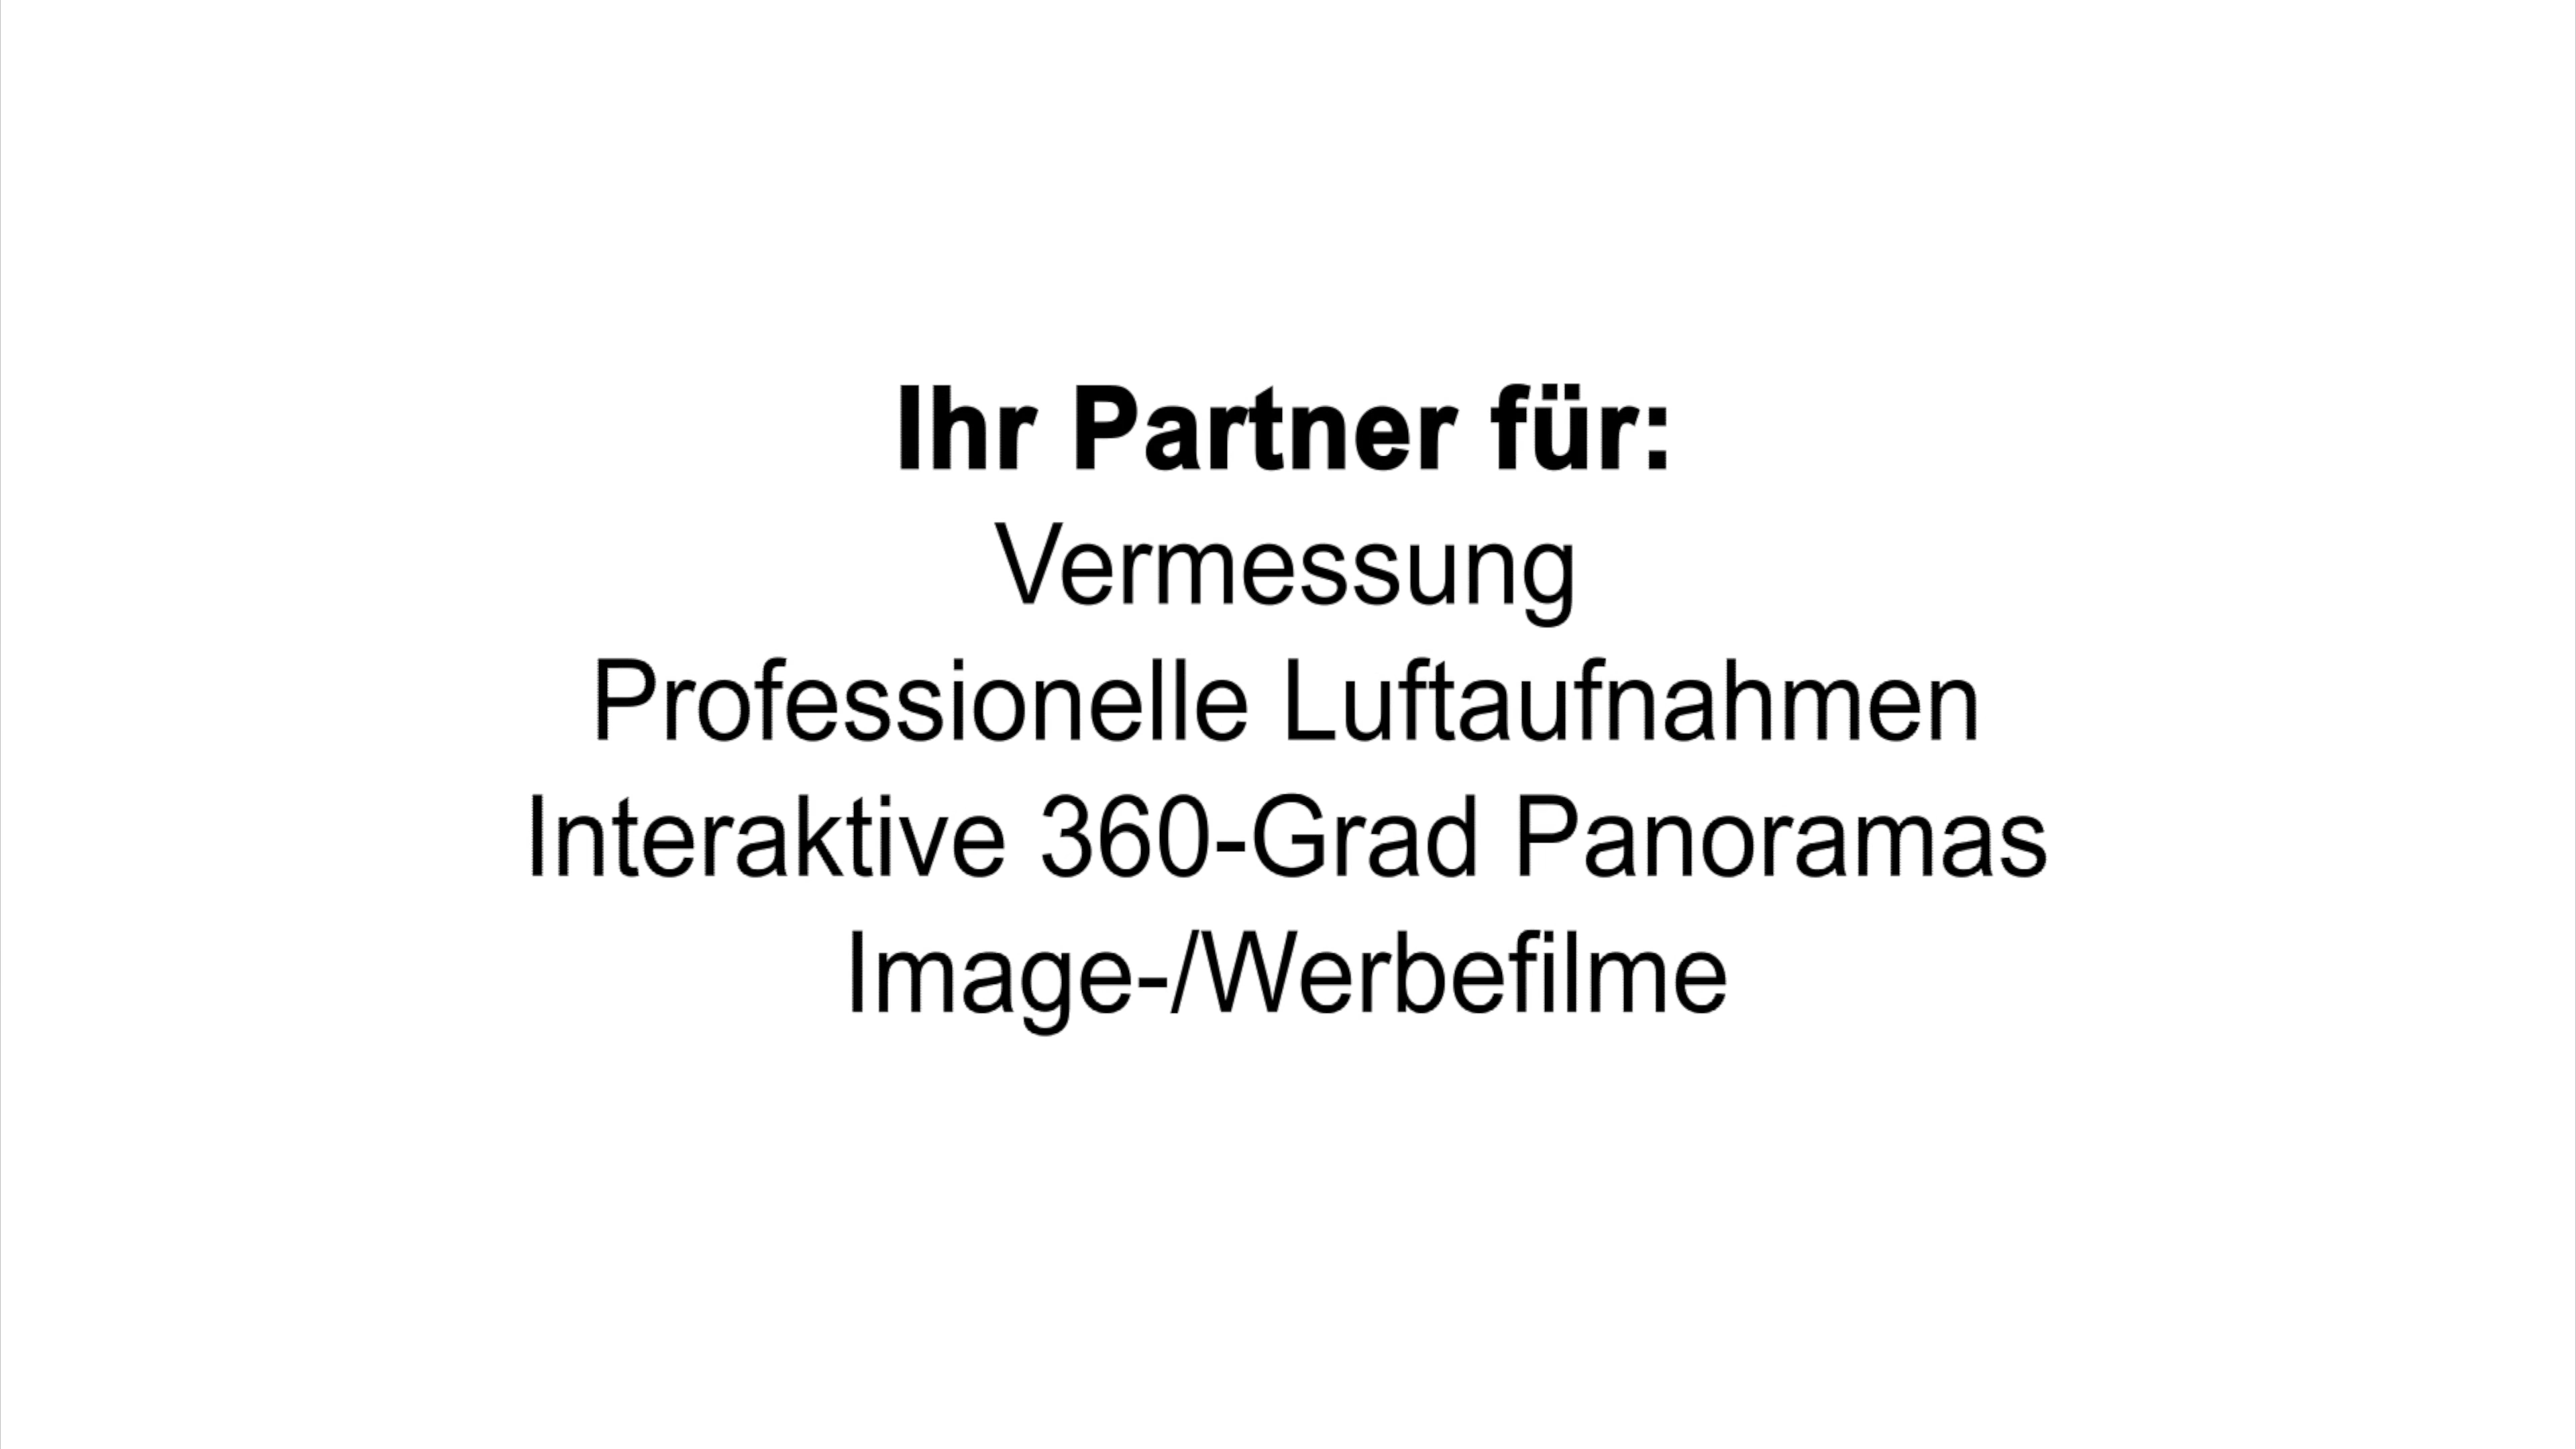 Ihr Partner für:
Vermessung
Professionelle Luftaufnahmen
Interaktive 360-Grad Panoramas
Image-/Werbefilme